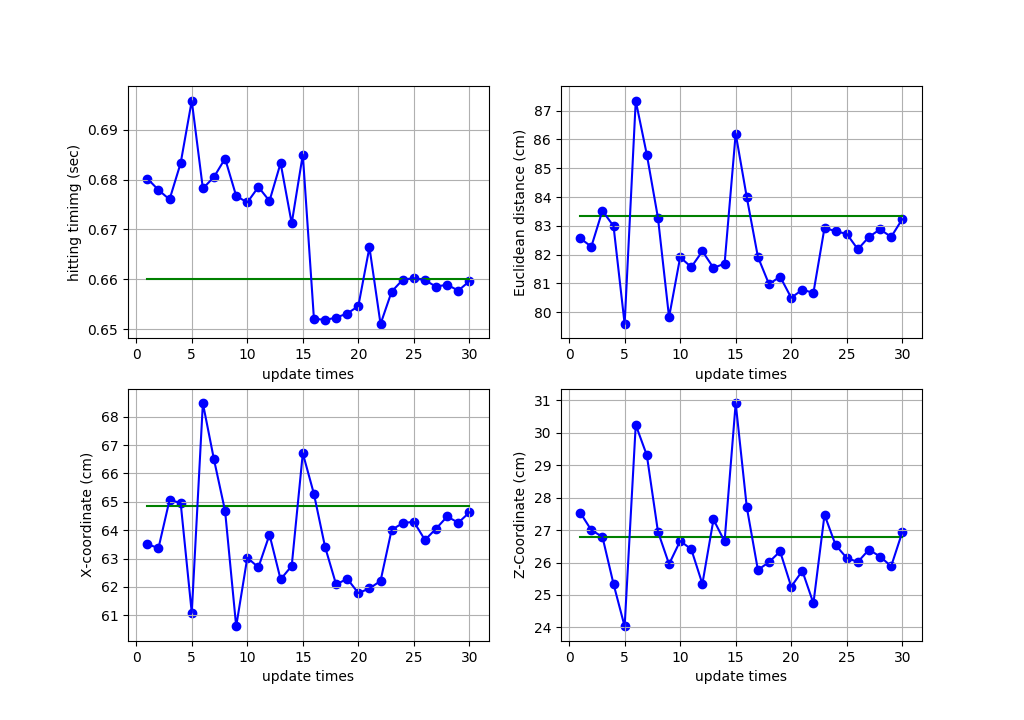 hitting timimg (sec)
0.69
0.68
0.67
0.66
0.65
0 5 10 15 20 25 30
update times
Euclidean distance (cm)
87
86
85
84
83
82
81
80
0 5 10 15 20 25 30
update times
X-coordinate (cm)
68
67
66
65
64
63
62
61
0 5 10 15 20 25 30
update times
Z-Coordinate (cm)
31
30
29
28
27
26
25
24
0 5 10 15 20 25 30
update times